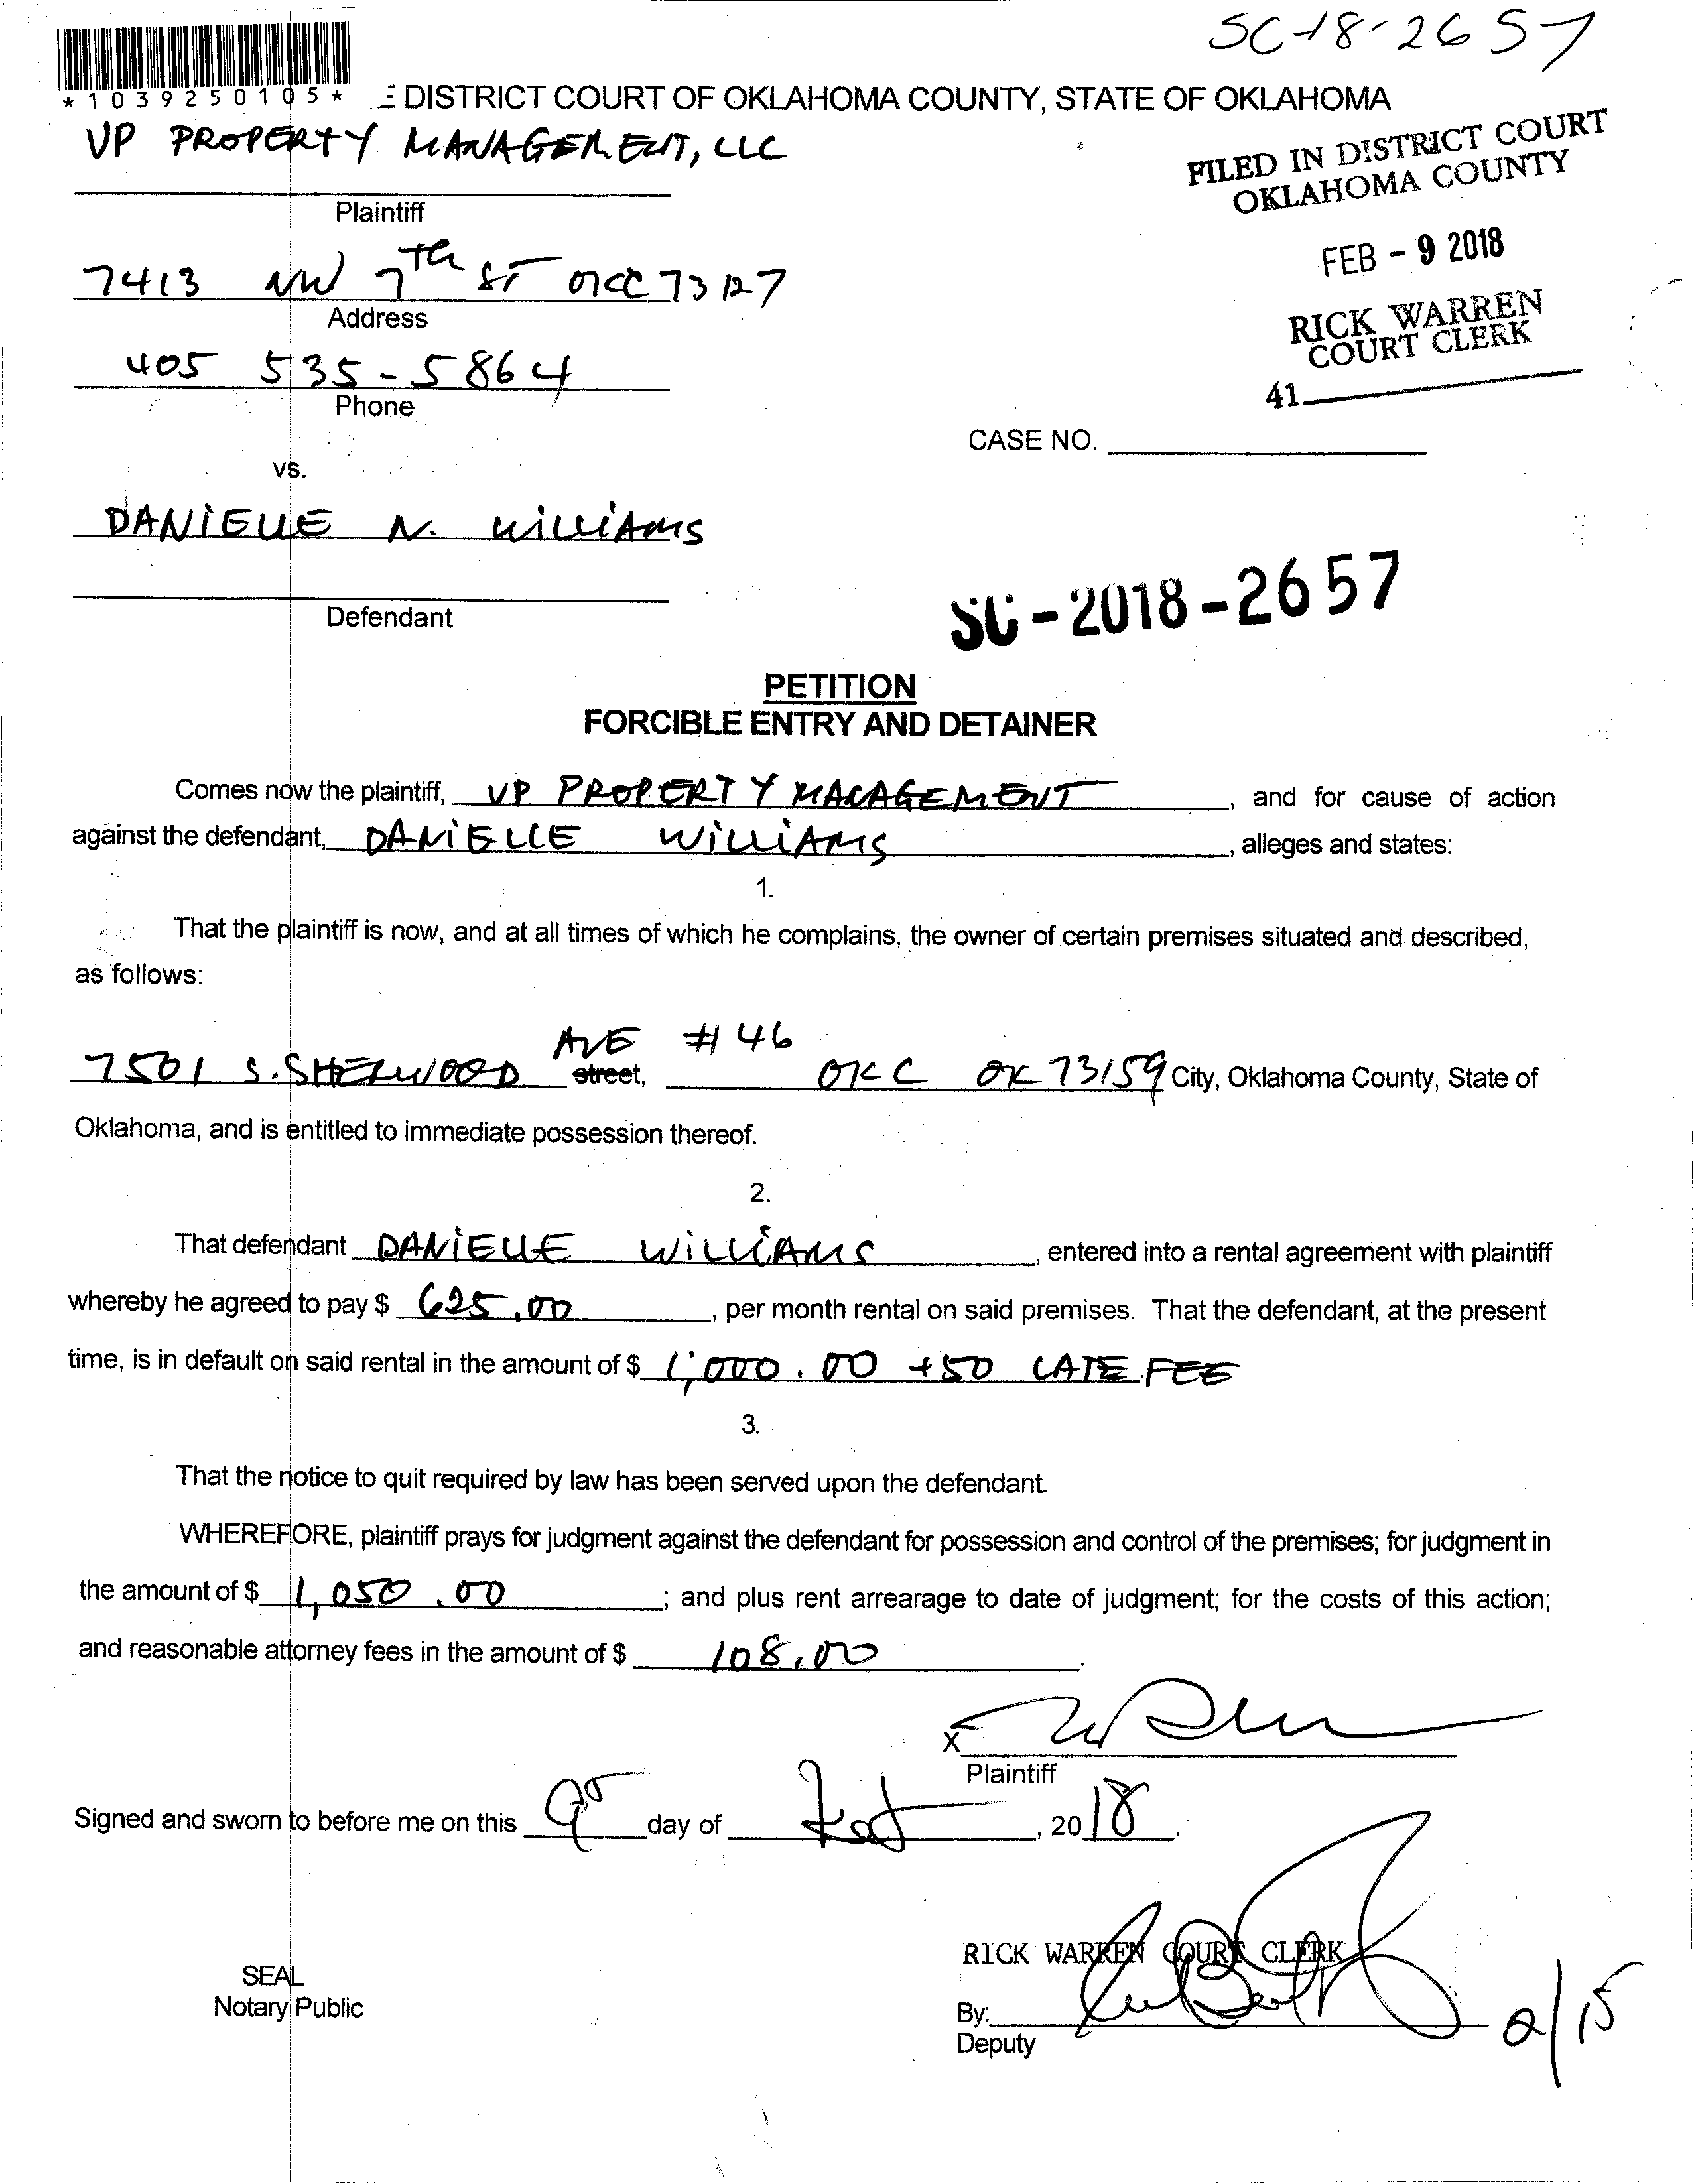 SC-18-2657
*1039250105*
E DISTRICT COURT OF OKLAHOMA COUNTY, STATE OF OKLAHOMA
VP PROPERTY MANAGEMENT, LLC
FILED IN DISTRICT COURT
OKLAHOMA COUNTY
Plaintiff
FEB - 9 2018
7413 NW 7th ST OKC 73127
Address
RICK WARREN
COURT CLERK
405 535-5864
Phone
41
CASE NO.
vs.
DANIELLE N. WILLIAMS
Defendant
SC-2018-2657
PETITION
FORCIBLE ENTRY AND DETAINER
Comes now the plaintiff, VP PROPERTY MANAGEMENT, and for cause of action
against the defendant, DANIELLE WILLIAMS, alleges and states:
1.
That the plaintiff is now, and at all times of which he complains, the owner of certain premises situated and described,
as follows:
AVE #46
7501 S. SHERWOOD street, OKC OK 73159 City, Oklahoma County, State of
Oklahoma, and is entitled to immediate possession thereof.
2.
That defendant DANIELLE WILLIAMS, entered into a rental agreement with plaintiff
whereby he agreed to pay $ 625.00, per month rental on said premises. That the defendant, at the present
time, is in default on said rental in the amount of $ 1,000.00 +50 LATE FEE
3.
That the notice to quit required by law has been served upon the defendant.
WHEREFORE, plaintiff prays for judgment against the defendant for possession and control of the premises; for judgment in
the amount of $ 1,050.00; and plus rent arrearage to date of judgment; for the costs of this action;
and reasonable attorney fees in the amount of $ 108.00.
X
Plaintiff
Signed and sworn to before me on this 9 day of Feb, 2018.
RICK WARREN COURT CLERK
SEAL
Notary Public
By:
Deputy
2/15